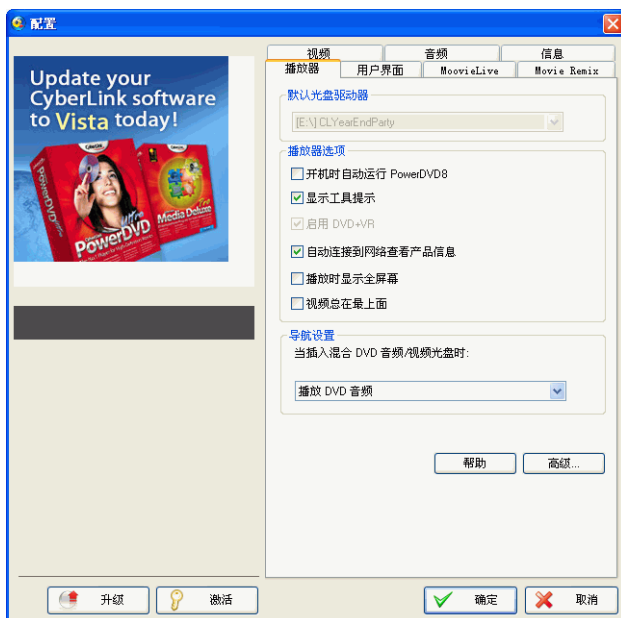 配置
Update your
CyberLink software
to Vista today!
CyberLink
PowerDVD Ultra
PowerDVD
CyberLink
Media Deluxe
视频
音频
信息
播放器
用户界面
MoovieLive
Movie Remix
默认光盘驱动器
[E:\] CLYearEndParty
播放器选项
开机时自动运行 PowerDVD8
显示工具提示
启用 DVD+VR
自动连接到网络查看产品信息
播放时显示全屏幕
视频总在最上面
导航设置
当插入混合 DVD 音频/视频光盘时:
播放 DVD 音频
帮助
高级...
升级
激活
确定
取消